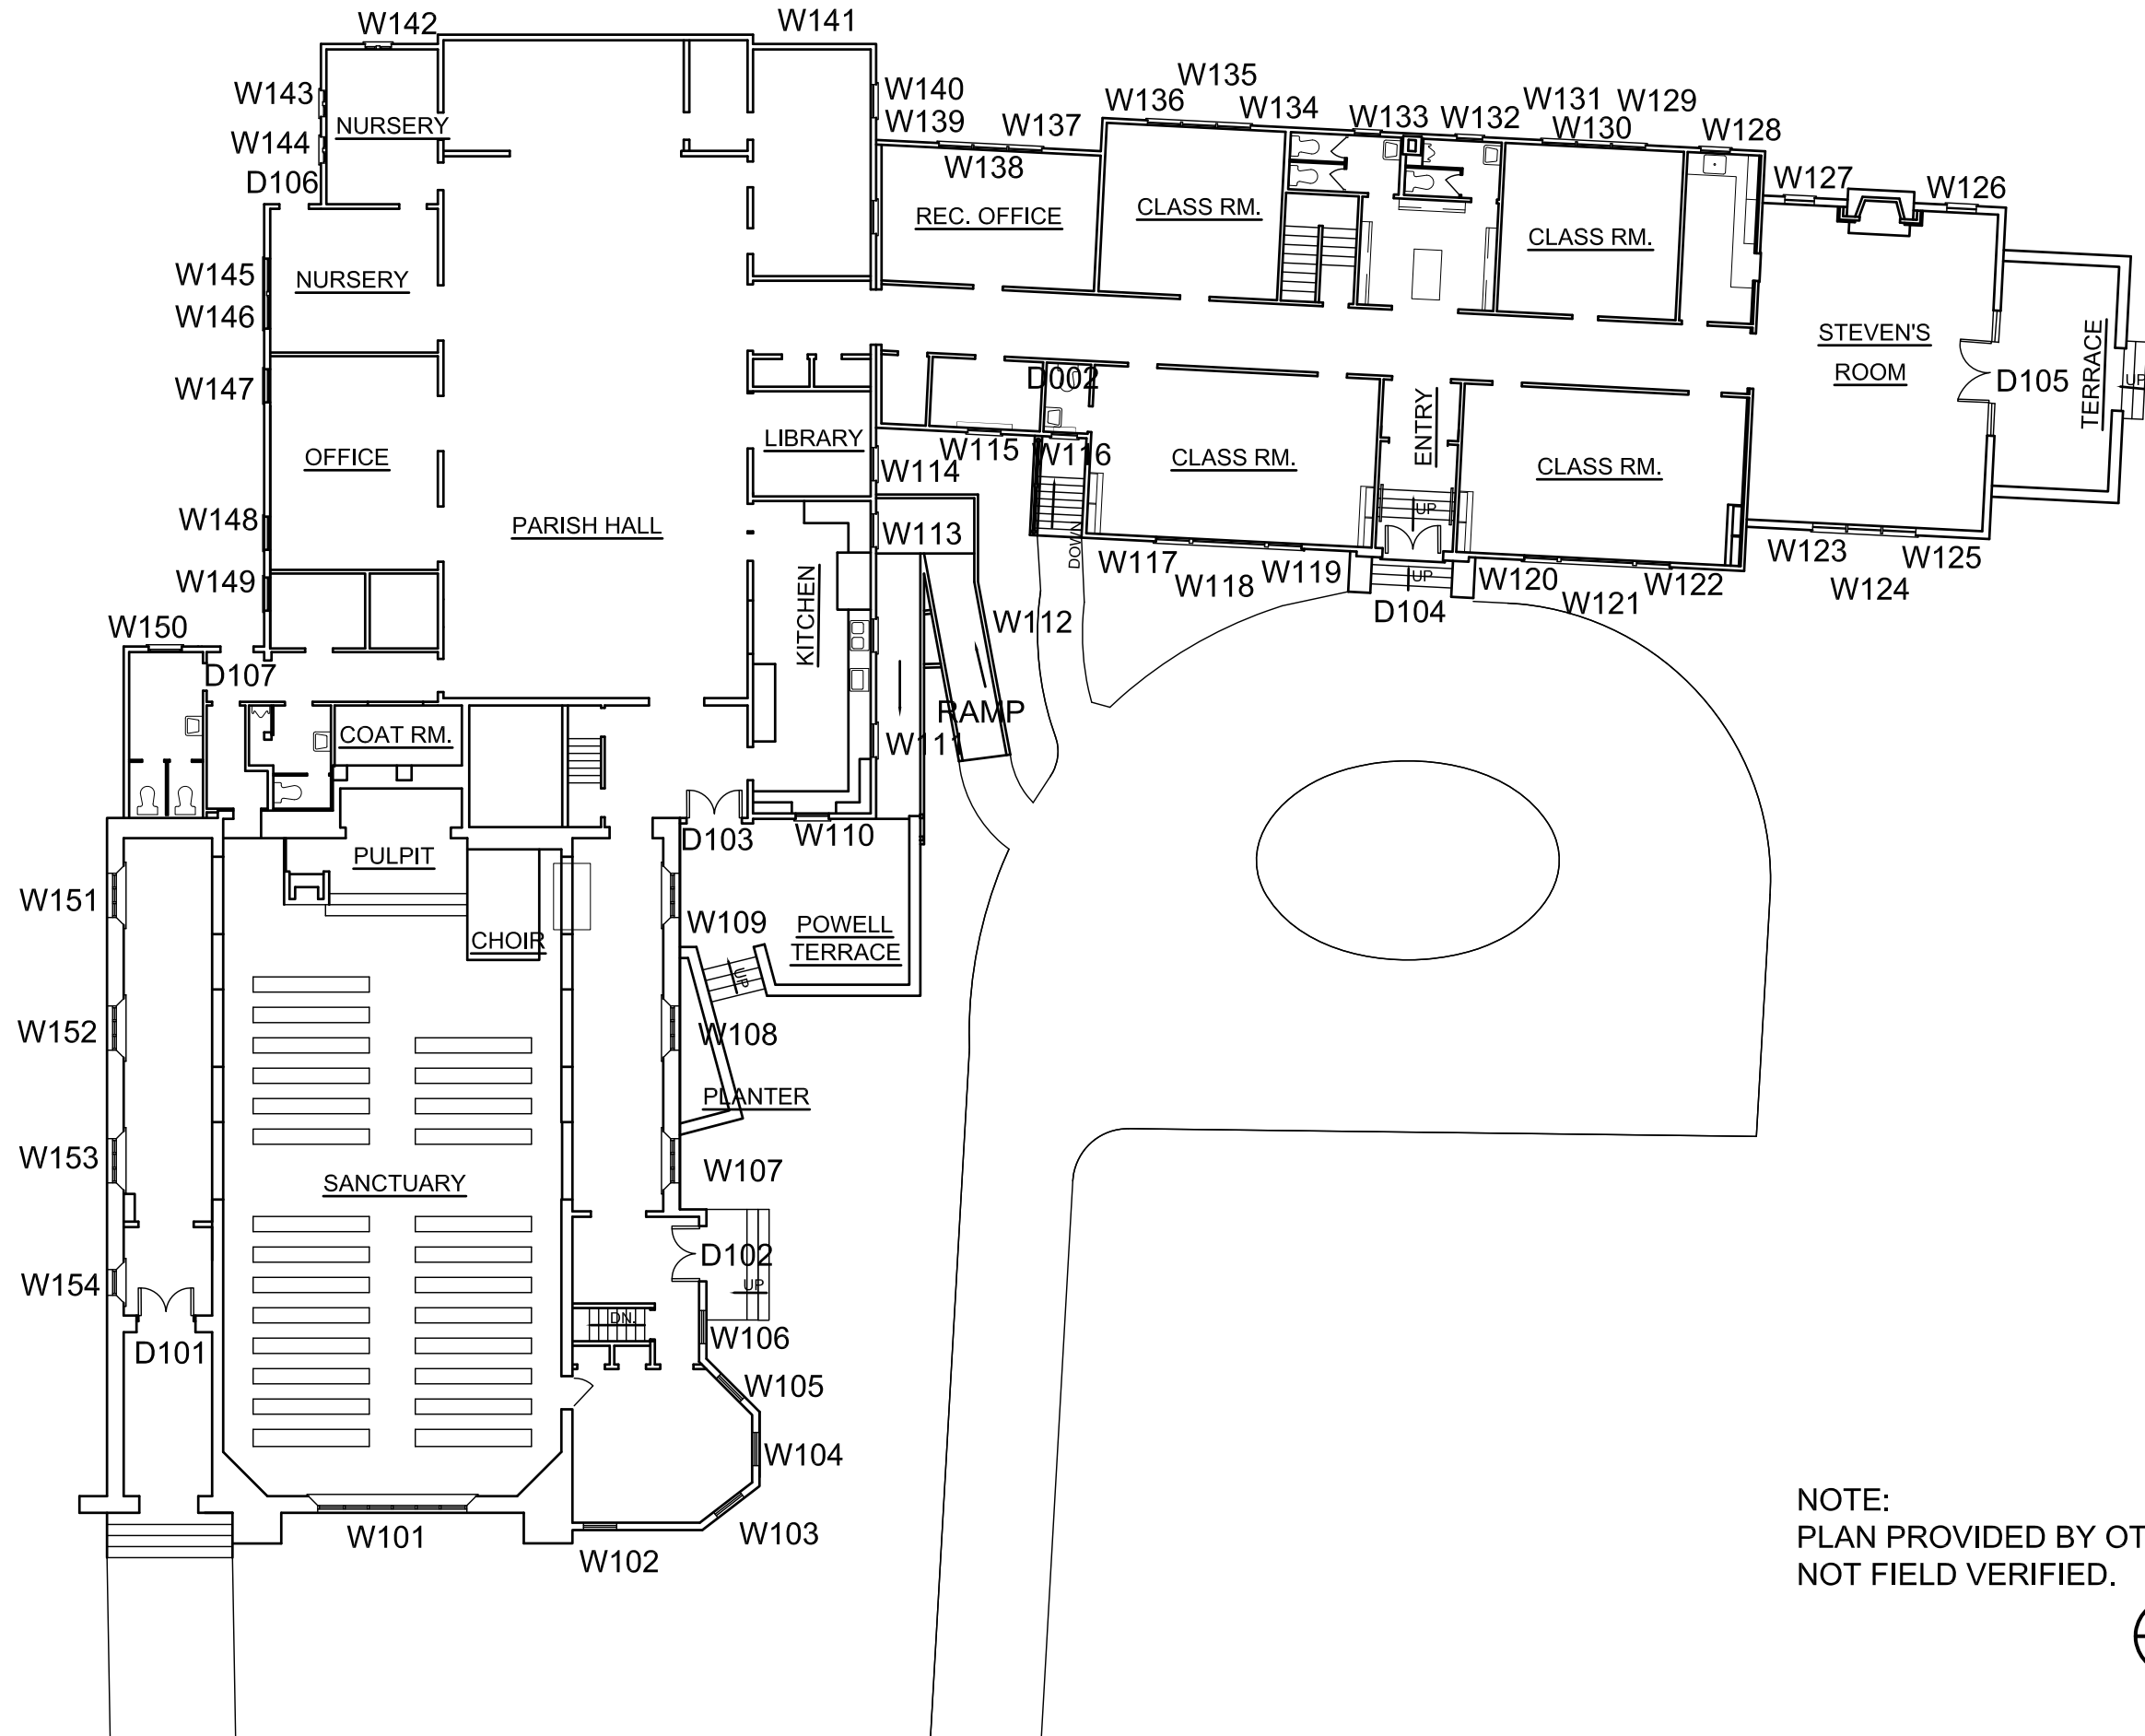 W142
W141
W143
NURSERY
W144
D106
W140
W139
W137
W138
W136
W135
W134
W133
W132
W131
W129
W130
W128
W127
W126
REC. OFFICE
CLASS RM.
CLASS RM.
W145
NURSERY
W146
STEVEN'S
ROOM
TERRACE
D105
UP
W147
OFFICE
D002
LIBRARY
W114
W115
W116
CLASS RM.
ENTRY
CLASS RM.
W148
PARISH HALL
W113
DOWN
UP
W117
W118
W119
UP
D104
W120
W121
W122
W123
W124
W125
W149
KITCHEN
W112
W150
D107
COAT RM.
RAMP
W111
D103
W110
PULPIT
W151
CHOIR
W109
POWELL
TERRACE
UP
W152
W108
PLANTER
W153
W107
SANCTUARY
W154
D102
UP
DN.
W106
D101
W105
W104
W101
W103
W102
NOTE:
PLAN PROVIDED BY OT
NOT FIELD VERIFIED.